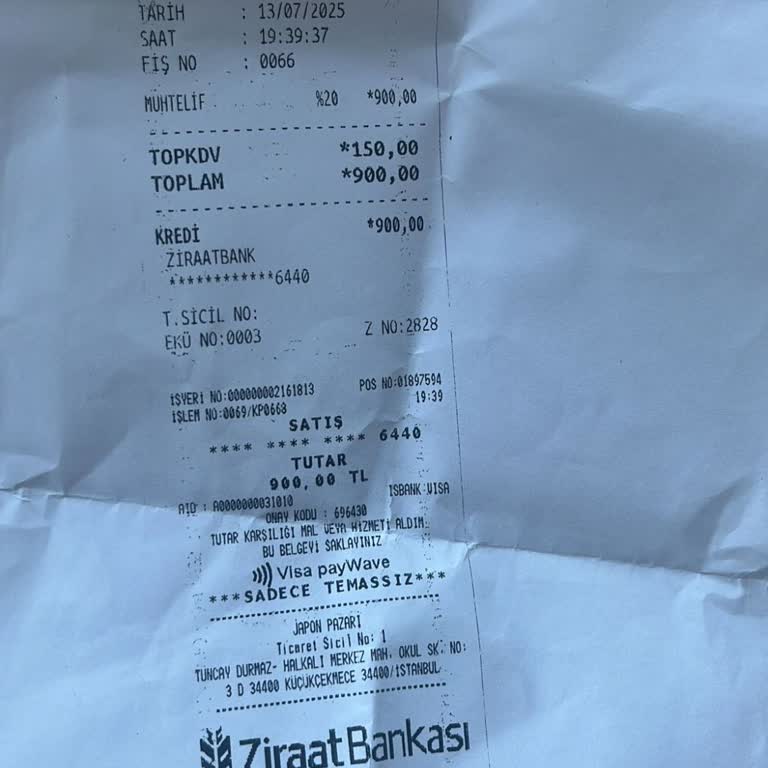 TARİH : 13/07/2025
SAAT : 19:39:37
FİŞ NO : 0066
MUHTELİF %20 *900,00
TOPKDV *150,00
TOPLAM *900,00
KREDİ *900,00
ZİRAATBANK
************6440
T.SİCİL NO:
EKÜ NO:0003 Z NO:2828
İŞYERİ NO:000000002161813 POS NO:01897594
İŞLEM NO:0069/KP0668 19:39
SATIŞ
**** **** **** 6440
TUTAR
900,00 TL
AID : A0000000031010 ISBANK VISA
ONAY KODU : 696430
TUTAR KARŞILIĞI MAL VEYA HİZMETİ ALDIM.
BU BELGEYİ SAKLAYINIZ
Visa payWave
***SADECE TEMASSIZ***
JAPON PAZARI
Ticaret Sicil No: 1
TUNCAY DURMAZ- HALKALI MERKEZ MAH. OKUL SK. NO:
3 D 34400 KÜÇÜKÇEKMECE 34400/İSTANBUL
Ziraat Bankası